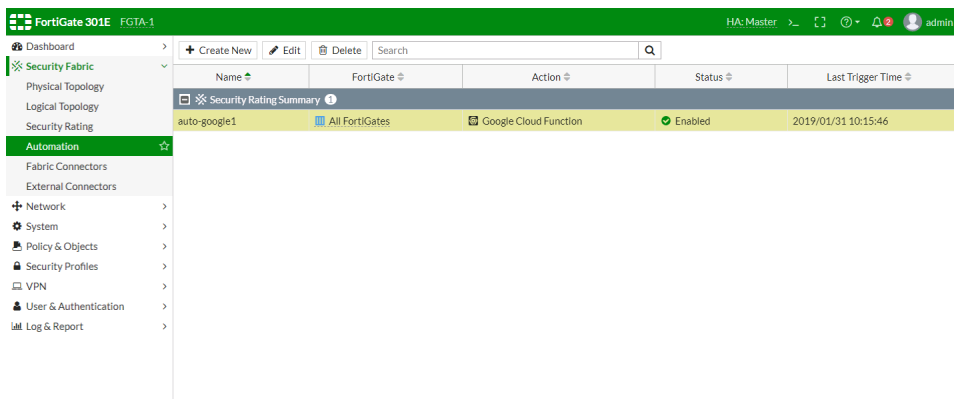 FortiGate 301E FGTA-1 HA: Master >_ 2 admin
Dashboard
Security Fabric
Physical Topology
Logical Topology
Security Rating
Automation
Fabric Connectors
External Connectors
Network
System
Policy & Objects
Security Profiles
VPN
User & Authentication
Log & Report
+ Create New Edit Delete Search
Name FortiGate Action Status Last Trigger Time
Security Rating Summary 1
auto-google1 All FortiGates Google Cloud Function Enabled 2019/01/31 10:15:46